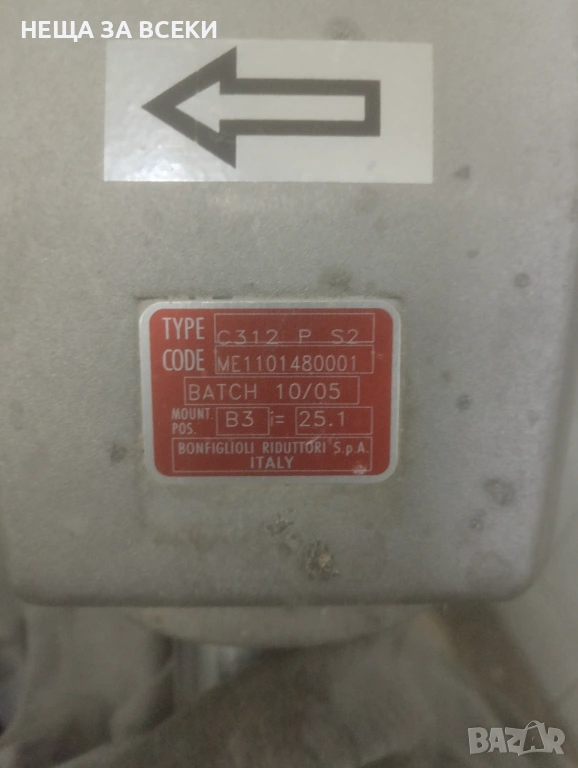 НЕЩА ЗА ВСЕКИ
TYPE C312 P S2
CODE ME1101480001
BATCH 10/05
MOUNT. POS. B3 i= 25.1
BONFIGLIOLI RIDUTTORI S.p.A.
ITALY
BAZAR